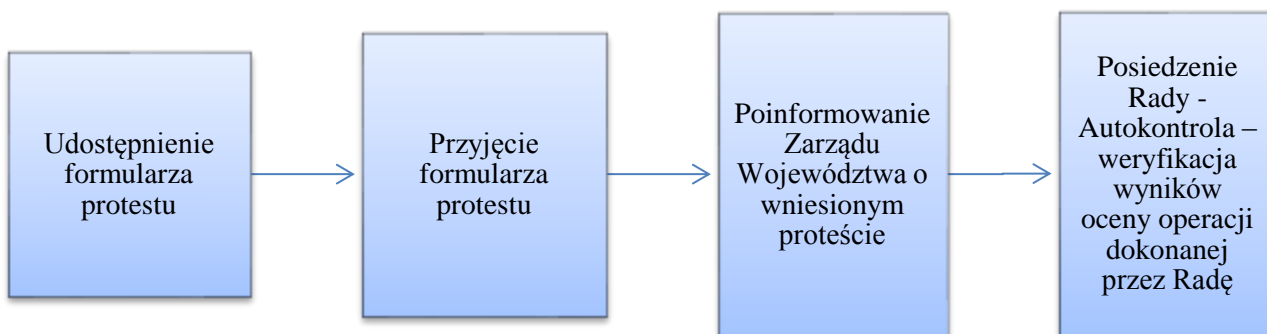 Udostępnienie
formularza
protestu
Przyjęcie
formularza
protestu
Poinformowanie
Zarządu
Województwa o
wniesionym
proteście
Posiedzenie
Rady -
Autokontrola –
weryfikacja
wyników
oceny operacji
dokonanej
przez Radę